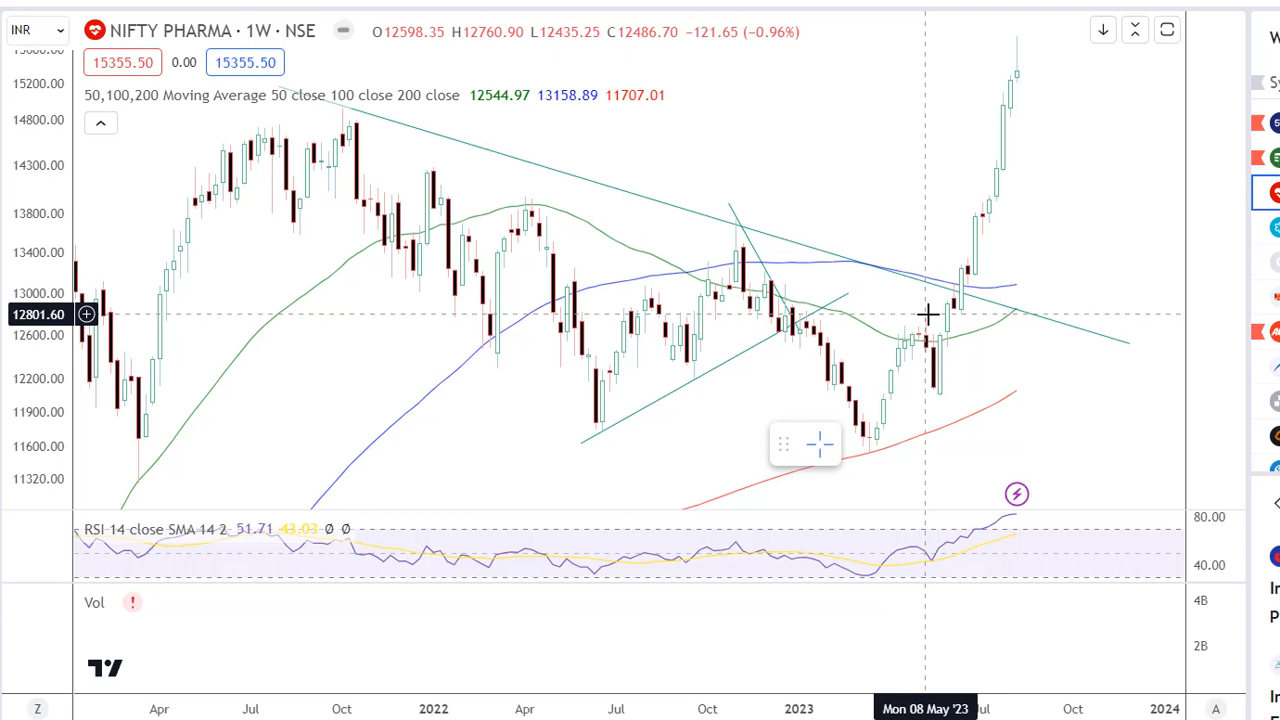 INR
NIFTY PHARMA · 1W · NSE
O12598.35 H12760.90 L12435.25 C12486.70 −121.65 (−0.96%)
15355.50 0.00 15355.50
50,100,200 Moving Average 50 close 100 close 200 close 12544.97 13158.89 11707.01
15200.00
14800.00
14300.00
13800.00
13400.00
13000.00
12801.60
12600.00
12200.00
11900.00
11600.00
11320.00
RSI 14 close SMA 14 2 51.71 43.03 Ø Ø
80.00
40.00
Vol
4B
2B
Z Apr Jul Oct 2022 Apr Jul Oct 2023 Mon 08 May '23 Jul Oct 2024 A
W
Sy
In
P
In